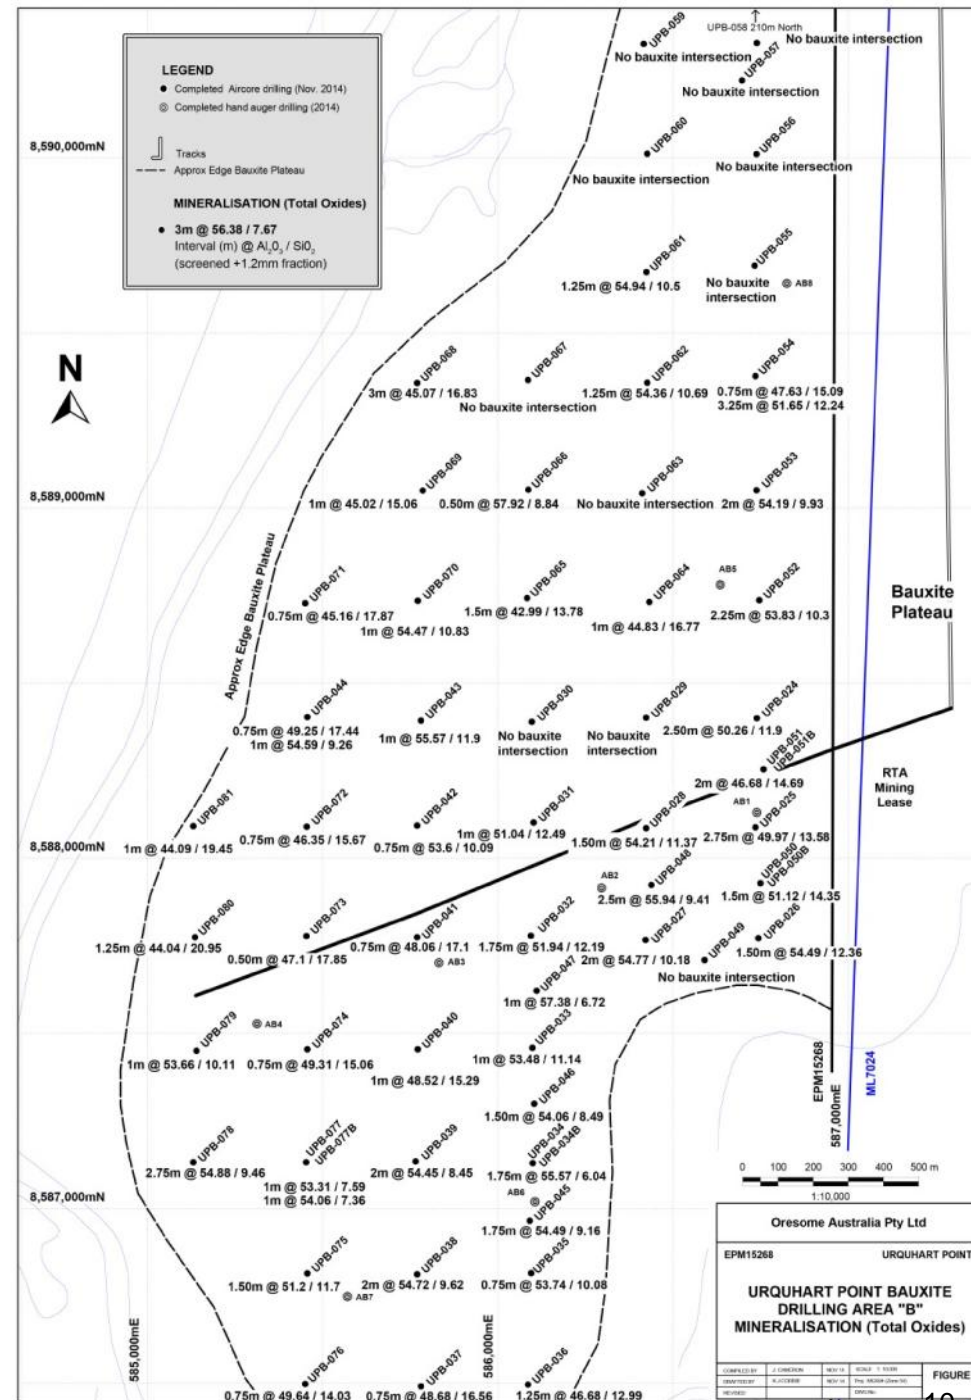 LEGEND
Completed Aircore drilling (Nov. 2014)
Completed hand auger drilling (2014)
Tracks
Approx Edge Bauxite Plateau
MINERALISATION (Total Oxides)
3m @ 56.38 / 7.67
Interval (m) @ Al₂O₃ / SiO₂
(screened +1.2mm fraction)
N
8,590,000mN
8,589,000mN
8,588,000mN
8,587,000mN
UPB-059
No bauxite intersection
UPB-058 210m North
No bauxite intersection
UPB-057
No bauxite intersection
UPB-060
No bauxite intersection
UPB-056
No bauxite intersection
UPB-061
1.25m @ 54.94 / 10.5
UPB-055
No bauxite
intersection
AB8
UPB-068
3m @ 45.07 / 16.83
UPB-067
No bauxite intersection
UPB-062
1.25m @ 54.36 / 10.69
UPB-054
0.75m @ 47.63 / 15.09
3.25m @ 51.65 / 12.24
UPB-069
1m @ 45.02 / 15.06
UPB-066
0.50m @ 57.92 / 8.84
UPB-063
No bauxite intersection
UPB-053
2m @ 54.19 / 9.93
Approx Edge Bauxite Plateau
UPB-071
0.75m @ 45.16 / 17.87
UPB-070
1m @ 54.47 / 10.83
UPB-065
1.5m @ 42.99 / 13.78
UPB-064
1m @ 44.83 / 16.77
AB5
UPB-052
2.25m @ 53.83 / 10.3
Bauxite
Plateau
UPB-044
0.75m @ 49.25 / 17.44
1m @ 54.59 / 9.26
UPB-043
1m @ 55.57 / 11.9
UPB-030
No bauxite
intersection
UPB-029
No bauxite
intersection
UPB-024
2.50m @ 50.26 / 11.9
UPB-051
UPB-051B
2m @ 46.68 / 14.69
RTA
Mining
Lease
UPB-081
1m @ 44.09 / 19.45
UPB-072
0.75m @ 46.35 / 15.67
UPB-042
0.75m @ 53.6 / 10.09
UPB-031
1m @ 51.04 / 12.49
UPB-028
1.50m @ 54.21 / 11.37
AB1
UPB-025
2.75m @ 49.97 / 13.58
AB2
UPB-048
2.5m @ 55.94 / 9.41
UPB-050
UPB-050B
1.5m @ 51.12 / 14.35
UPB-080
1.25m @ 44.04 / 20.95
UPB-073
0.50m @ 47.1 / 17.85
UPB-041
0.75m @ 48.06 / 17.1
AB3
UPB-032
1.75m @ 51.94 / 12.19
UPB-027
2m @ 54.77 / 10.18
UPB-049
No bauxite intersection
UPB-026
1.50m @ 54.49 / 12.36
UPB-047
1m @ 57.38 / 6.72
AB4
UPB-079
1m @ 53.66 / 10.11
UPB-074
0.75m @ 49.31 / 15.06
UPB-040
1m @ 48.52 / 15.29
UPB-033
1m @ 53.48 / 11.14
UPB-046
1.50m @ 54.06 / 8.49
EPM15268
587,000mE
ML7024
UPB-078
2.75m @ 54.88 / 9.46
UPB-077
UPB-077B
1m @ 53.31 / 7.59
1m @ 54.06 / 7.36
UPB-039
2m @ 54.45 / 8.45
UPB-034
UPB-034B
1.75m @ 55.57 / 6.04
AB6
UPB-045
1.75m @ 54.49 / 9.16
UPB-075
1.50m @ 51.2 / 11.7
AB7
UPB-038
2m @ 54.72 / 9.62
UPB-035
0.75m @ 53.74 / 10.08
585,000mE
586,000mE
UPB-076
0.75m @ 49.64 / 14.03
UPB-037
0.75m @ 48.68 / 16.56
UPB-036
1.25m @ 46.68 / 12.99
0 100 200 300 400 500 m
1:10,000
Oresome Australia Pty Ltd
EPM15268 URQUHART POINT
URQUHART POINT BAUXITE
DRILLING AREA "B"
MINERALISATION (Total Oxides)
COMPILED BY J. CAMERON NOV 14
DRAFTED BY NOV 14
REVISED
FIGURE